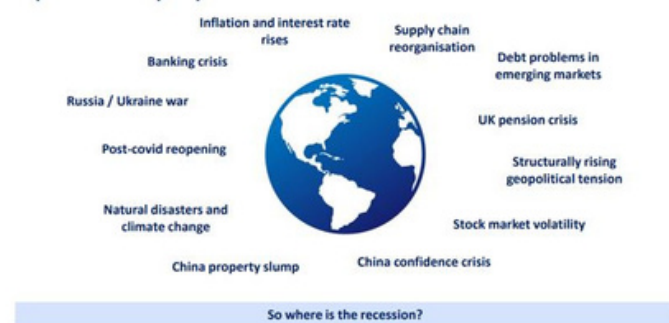 Inflation and interest rate
rises
Supply chain
reorganisation
Banking crisis
Debt problems in
emerging markets
Russia / Ukraine war
UK pension crisis
Post-covid reopening
Structurally rising
geopolitical tension
Natural disasters and
climate change
Stock market volatility
China property slump
China confidence crisis
So where is the recession?